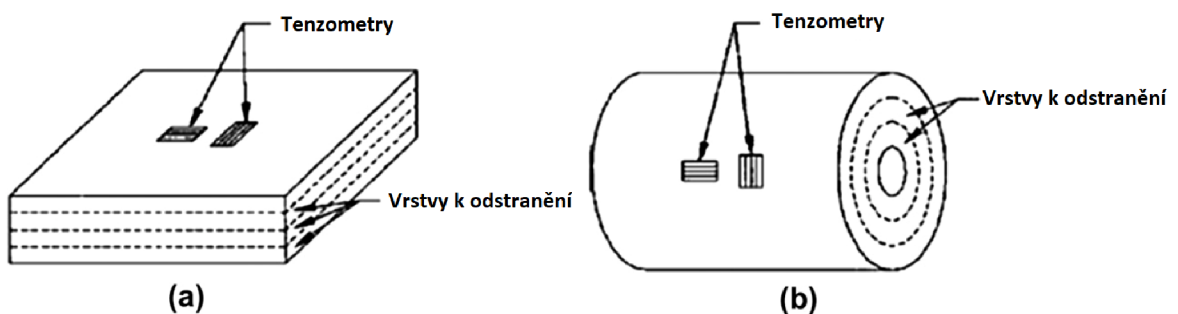 Tenzometry
Vrstvy k odstranění
(a)
Tenzometry
Vrstvy k odstranění
(b)